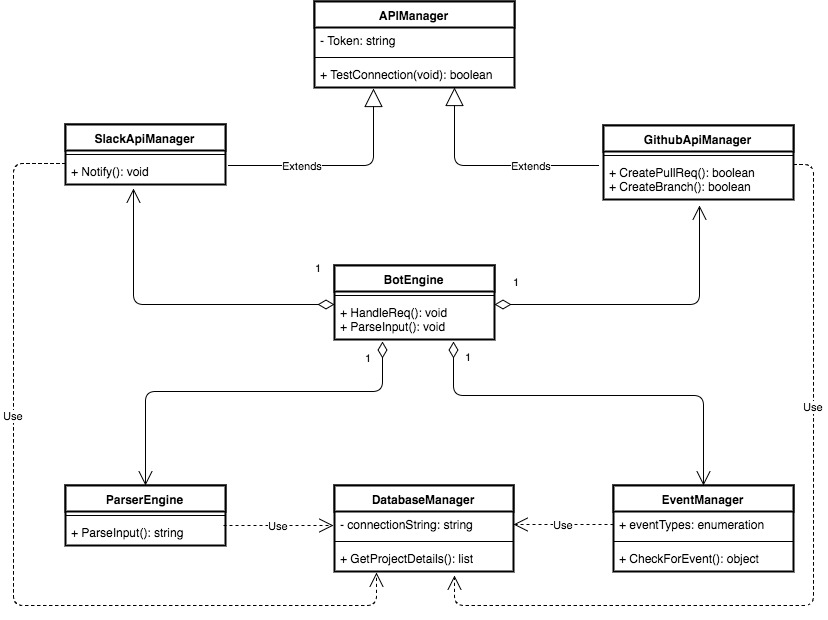 APIManager
- Token: string
+ TestConnection(void): boolean
SlackApiManager
+ Notify(): void
Extends
Extends
GithubApiManager
+ CreatePullReq(): boolean
+ CreateBranch(): boolean
1
BotEngine
1
+ HandleReq(): void
+ ParseInput(): void
1
1
Use
Use
ParserEngine
+ ParseInput(): string
Use
DatabaseManager
- connectionString: string
+ GetProjectDetails(): list
Use
EventManager
+ eventTypes: enumeration
+ CheckForEvent(): object